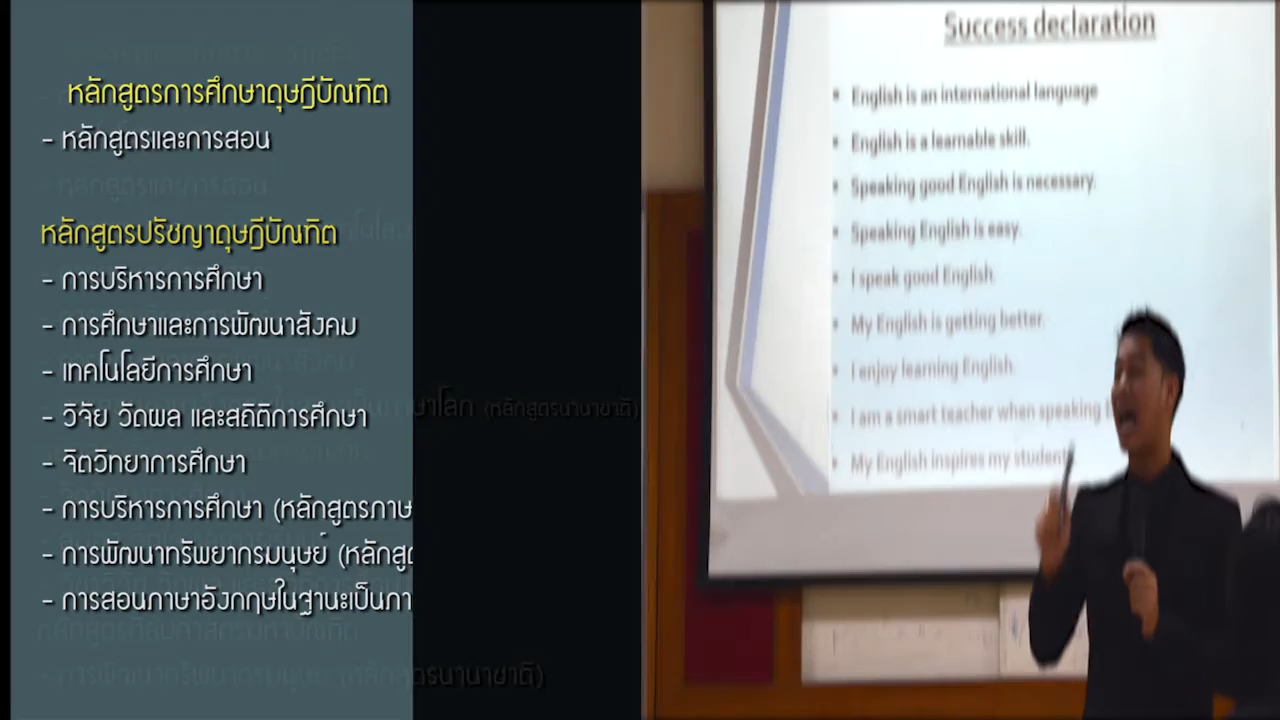 หลักสูตรการศึกษาดุษฎีบัณฑิต
- หลักสูตรและการสอน
หลักสูตรปรัชญาดุษฎีบัณฑิต
- การบริหารการศึกษา
- การศึกษาและการพัฒนาสังคม
- เทคโนโลยีการศึกษา
- วิจัย วัดผล และสถิติการศึกษา
- จิตวิทยาการศึกษา
- การบริหารการศึกษา (หลักสูตรภาษ
- การพัฒนาทรัพยากรมนุษย์ (หลักสูต
- การสอนภาษาอังกฤษในฐานะเป็นภา
Success declaration
• English is an international language
• English is a learnable skill.
• Speaking good English is necessary.
• Speaking English is easy.
• I speak good English.
• My English is getting better.
• I enjoy learning English.
• I am a smart teacher when speaking
• My English inspires my student